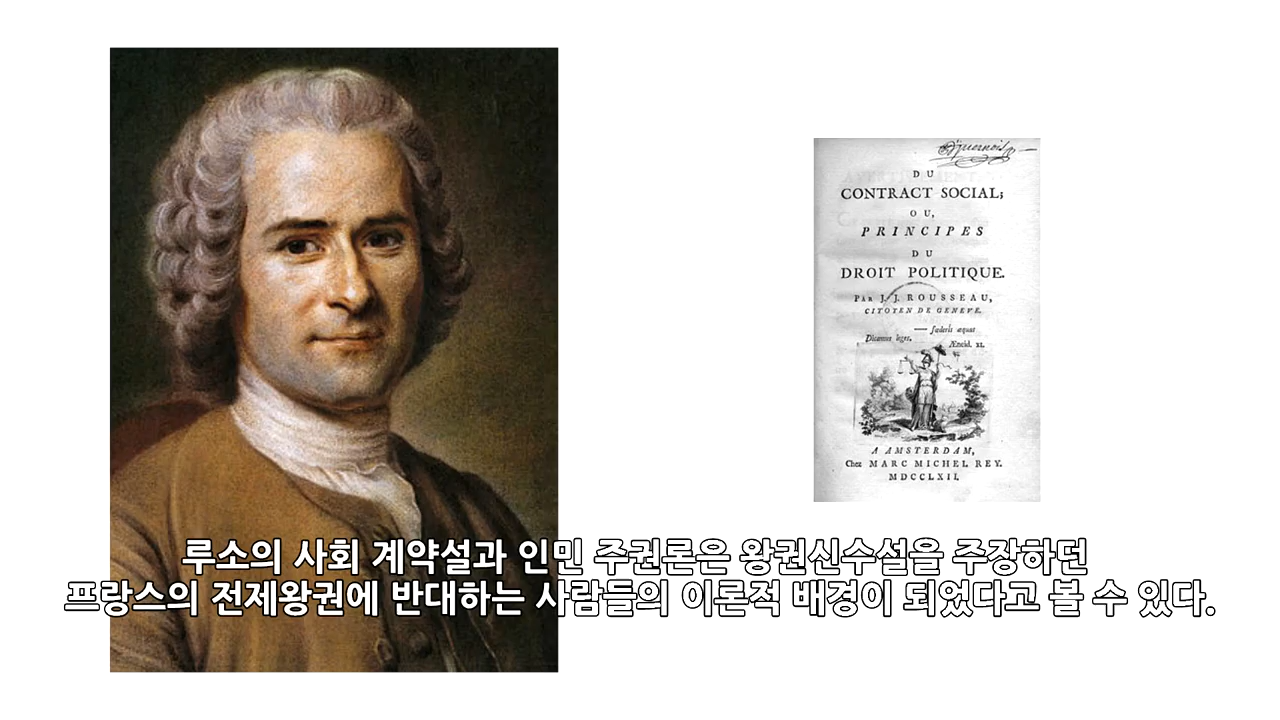 DU
CONTRACT SOCIAL;
OU,
PRINCIPES
DU
DROIT POLITIQUE.
PAR J. J. ROUSSEAU,
CITOYEN DE GENEVE.
— fœderis æquas
Dicamus leges. Æneid. XI.
A AMSTERDAM,
Chez MARC MICHEL REY.
MDCCLXII.
루소의 사회 계약설과 인민 주권론은 왕권신수설을 주장하던
프랑스의 전제왕권에 반대하는 사람들의 이론적 배경이 되었다고 볼 수 있다.